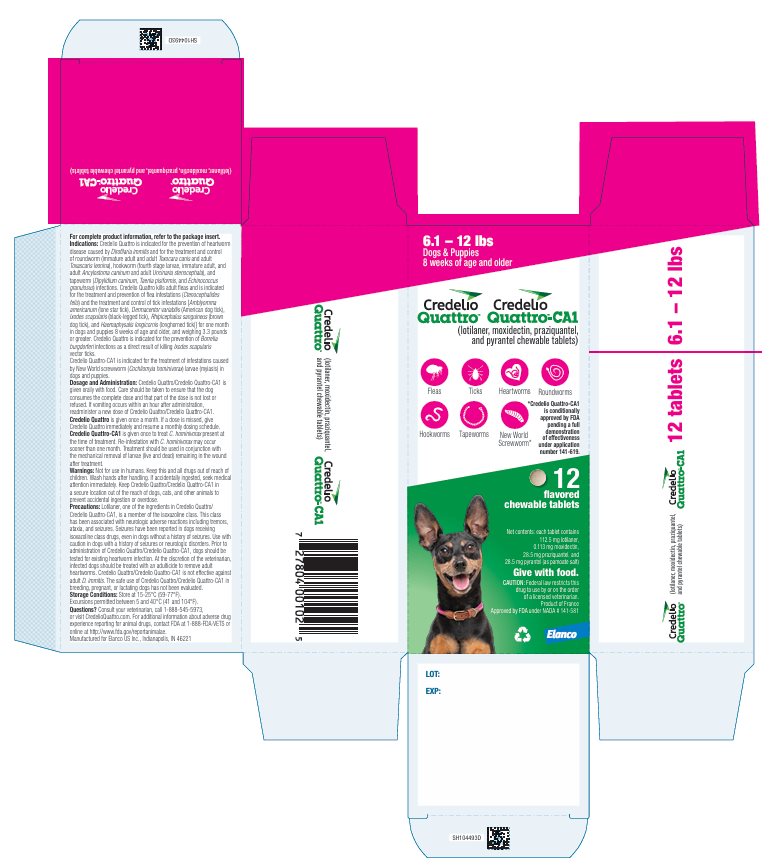 SH104493D
Credelio Quattro™ Credelio Quattro™-CA1
(lotilaner, moxidectin, praziquantel, and pyrantel chewable tablets)
For complete product information, refer to the package insert.
Indications: Credelio Quattro is indicated for the prevention of heartworm
disease caused by Dirofilaria immitis and for the treatment and control
of roundworm (immature adult and adult Toxocara canis and adult
Toxascaris leonina), hookworm (fourth stage larvae, immature adult, and
adult Ancylostoma caninum and adult Uncinaria stenocephala), and
tapeworm (Dipylidium caninum, Taenia pisiformis, and Echinococcus
granulosus) infections. Credelio Quattro kills adult fleas and is indicated
for the treatment and prevention of flea infestations (Ctenocephalides
felis) and the treatment and control of tick infestations [Amblyomma
americanum (lone star tick), Dermacentor variabilis (American dog tick),
Ixodes scapularis (black-legged tick), Rhipicephalus sanguineus (brown
dog tick), and Haemaphysalis longicornis (longhorned tick)] for one month
in dogs and puppies 8 weeks of age and older, and weighing 3.3 pounds
or greater. Credelio Quattro is indicated for the prevention of Borrelia
burgdorferi infections as a direct result of killing Ixodes scapularis
vector ticks.
Credelio Quattro-CA1 is indicated for the treatment of infestations caused
by New World screwworm (Cochliomyia hominivorax) larvae (myiasis) in
dogs and puppies.
Dosage and Administration: Credelio Quattro/Credelio Quattro-CA1 is
given orally with food. Care should be taken to ensure that the dog
consumes the complete dose and that part of the dose is not lost or
refused. If vomiting occurs within an hour after administration,
readminister a new dose of Credelio Quattro/Credelio Quattro-CA1.
Credelio Quattro is given once a month. If a dose is missed, give
Credelio Quattro immediately and resume a monthly dosing schedule.
Credelio Quattro-CA1 is given once to treat C. hominivorax present at
the time of treatment. Re-infestation with C. hominivorax may occur
sooner than one month. Treatment should be used in conjunction with
the mechanical removal of larvae (live and dead) remaining in the wound
after treatment.
Warnings: Not for use in humans. Keep this and all drugs out of reach of
children. Wash hands after handling. If accidentally ingested, seek medical
attention immediately. Keep Credelio Quattro/Credelio Quattro-CA1 in
a secure location out of the reach of dogs, cats, and other animals to
prevent accidental ingestion or overdose.
Precautions: Lotilaner, one of the ingredients in Credelio Quattro/
Credelio Quattro-CA1, is a member of the isoxazoline class. This class
has been associated with neurologic adverse reactions including tremors,
ataxia, and seizures. Seizures have been reported in dogs receiving
isoxazoline class drugs, even in dogs without a history of seizures. Use with
caution in dogs with a history of seizures or neurologic disorders. Prior to
administration of Credelio Quattro/Credelio Quattro-CA1, dogs should be
tested for existing heartworm infection. At the discretion of the veterinarian,
infected dogs should be treated with an adulticide to remove adult
heartworms. Credelio Quattro/Credelio Quattro-CA1 is not effective against
adult D. immitis. The safe use of Credelio Quattro/Credelio Quattro-CA1 in
breeding, pregnant, or lactating dogs has not been evaluated.
Storage Conditions: Store at 15-25°C (59-77°F).
Excursions permitted between 5 and 40°C (41 and 104°F).
Questions? Consult your veterinarian, call 1-888-545-5973,
or visit CredelioQuattro.com. For additional information about adverse drug
experience reporting for animal drugs, contact FDA at 1-888-FDA-VETS or
online at http://www.fda.gov/reportanimalae.
Manufactured for Elanco US Inc., Indianapolis, IN 46221
Credelio Quattro™
(lotilaner, moxidectin, praziquantel,
and pyrantel chewable tablets)
Credelio Quattro™-CA1
7 27804 00102 5
6.1 – 12 lbs
Dogs & Puppies
8 weeks of age and older
Credelio Quattro™ Credelio Quattro™-CA1
(lotilaner, moxidectin, praziquantel,
and pyrantel chewable tablets)
Fleas
Ticks
Heartworms
Roundworms
Hookworms
Tapeworms
New World
Screwworm*
*Credelio Quattro-CA1
is conditionally
approved by FDA
pending a full
demonstration
of effectiveness
under application
number 141-619.
12
flavored
chewable tablets
Net contents: each tablet contains
112.5 mg lotilaner,
0.113 mg moxidectin,
28.5 mg praziquantel, and
28.5 mg pyrantel (as pamoate salt)
Give with food.
CAUTION: Federal law restricts this
drug to use by or on the order
of a licensed veterinarian.
Product of France
Approved by FDA under NADA # 141-581
Elanco
6.1 – 12 lbs
12 tablets
Credelio Quattro™-CA1
(lotilaner, moxidectin, praziquantel,
and pyrantel chewable tablets)
Credelio Quattro™
LOT:
EXP:
SH104493D